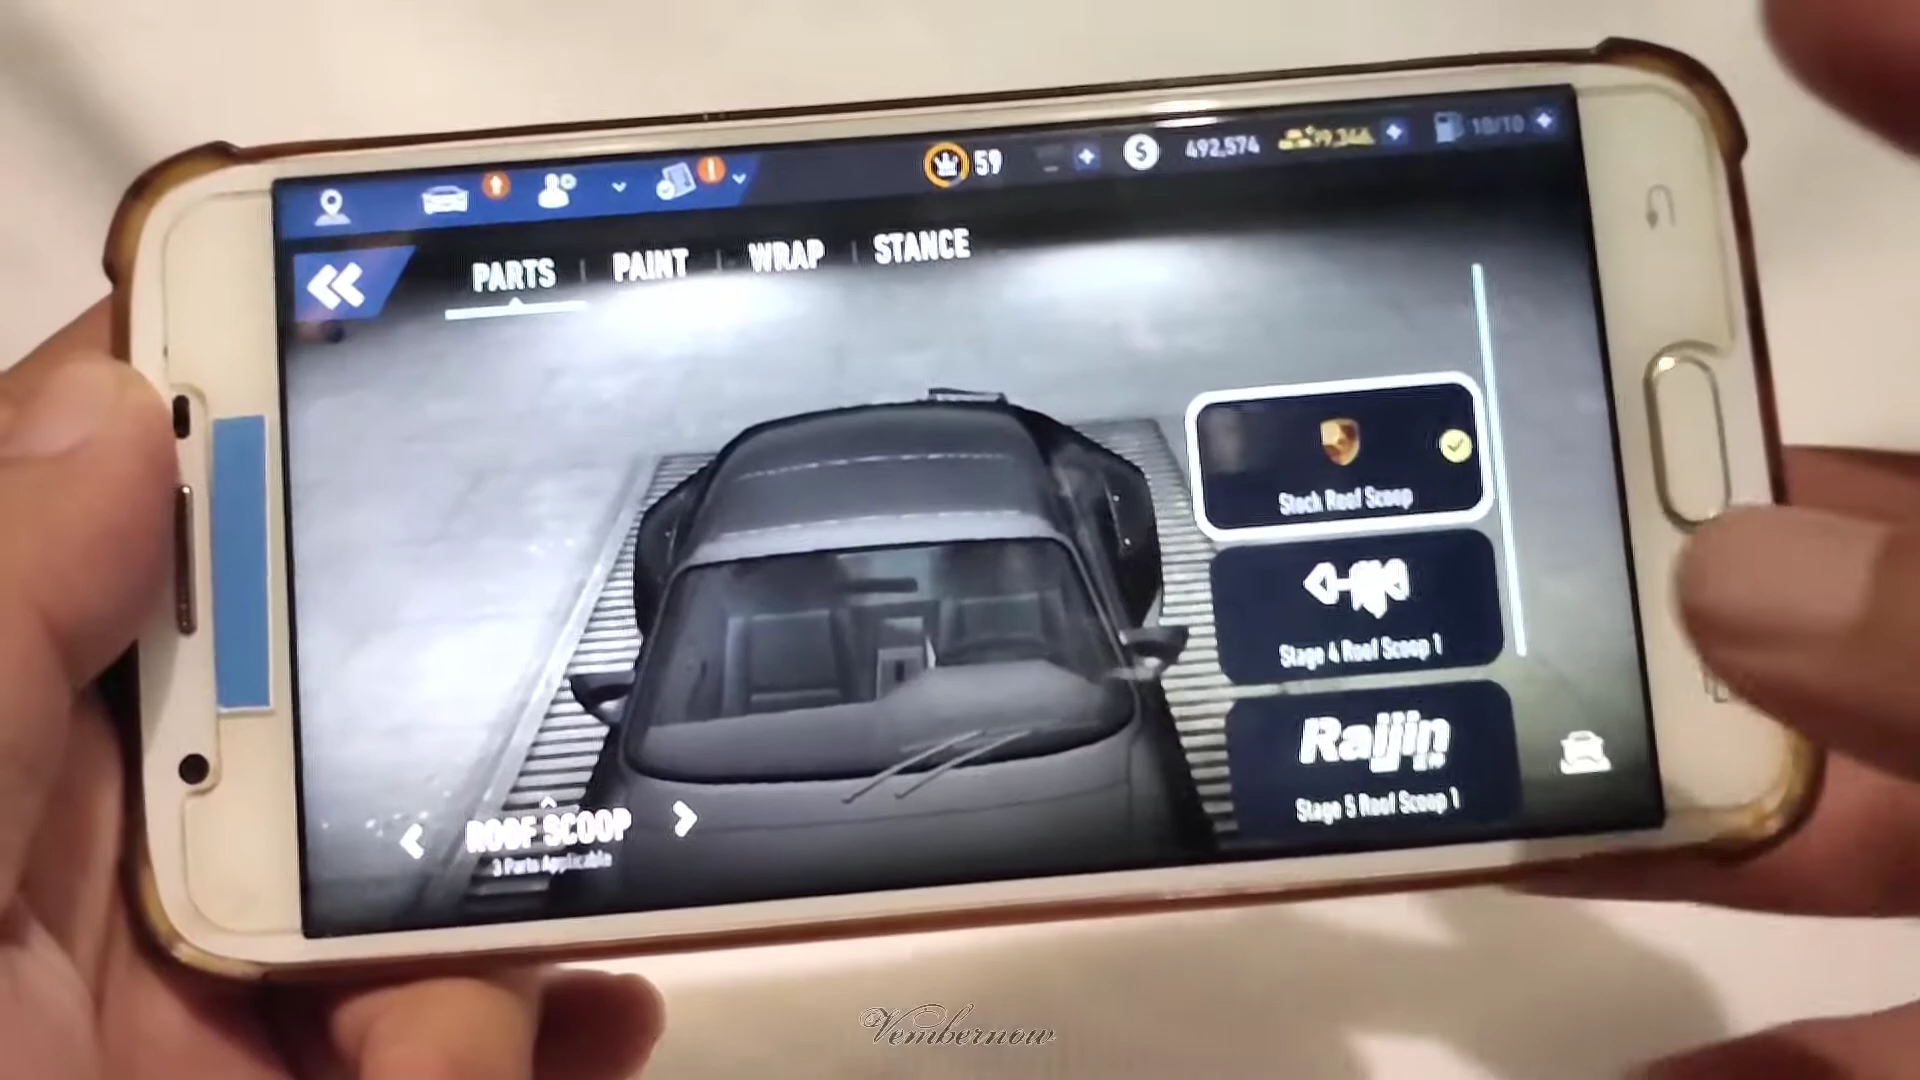 59
492,574
10/10
PARTS
PAINT
WRAP
STANCE
Stock Roof Scoop
Stage 4 Roof Scoop 1
Raijin
Stage 5 Roof Scoop 1
ROOF SCOOP
3 Parts Applicable
Vembernow